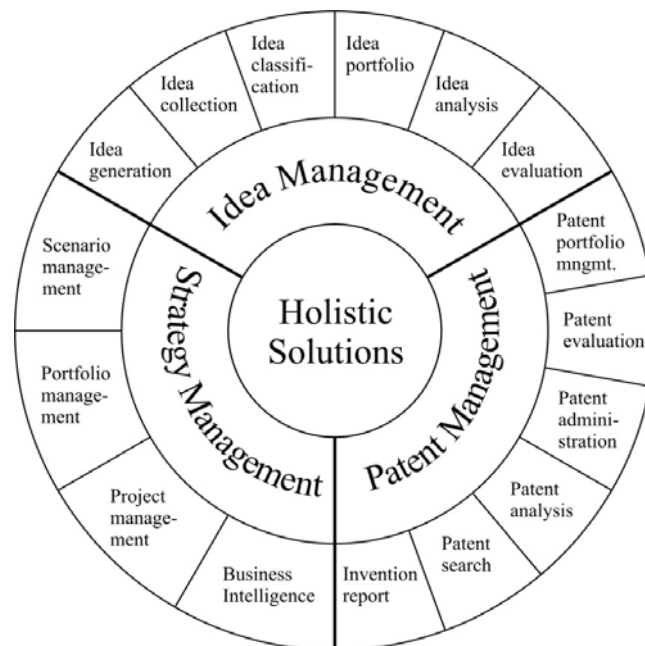 Idea
generation
Idea
collection
Idea
classifi-
cation
Idea
portfolio
Idea
analysis
Idea
evaluation
Idea Management
Scenario
manage-
ment
Portfolio
manage-
ment
Project
manage-
ment
Business
Intelligence
Strategy Management
Holistic
Solutions
Patent Management
Patent
portfolio
mngmt.
Patent
evaluation
Patent
admini-
stration
Patent
analysis
Patent
search
Invention
report